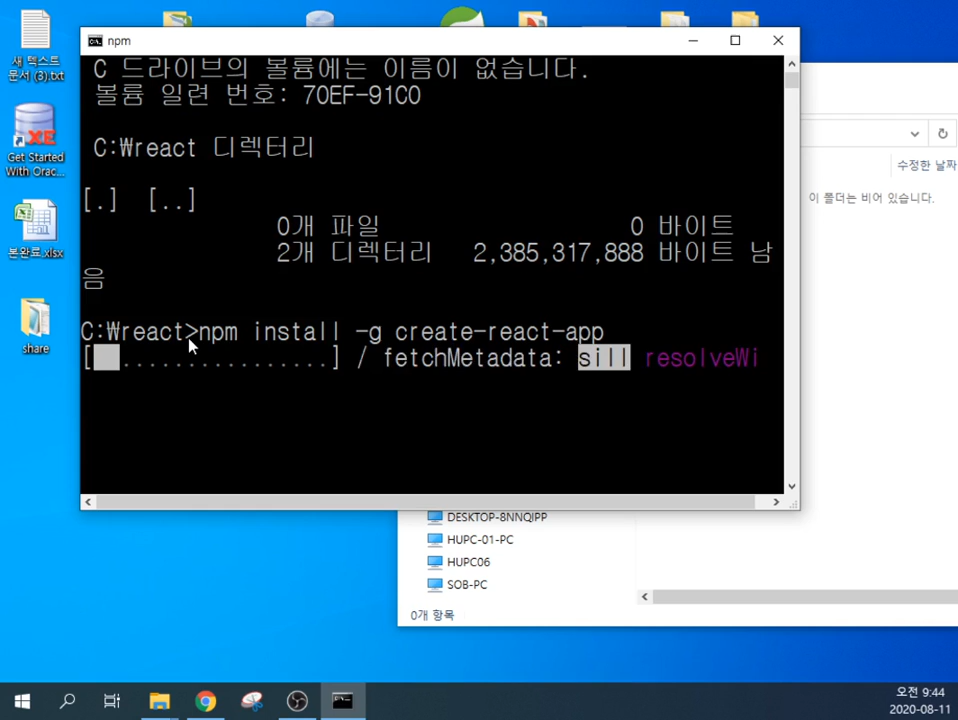 새 텍스트
문서 (3).txt
Get Started
With Orac...
본완료.xlsx
share
npm
C 드라이브의 볼륨에는 이름이 없습니다.
볼륨 일련 번호: 70EF-91C0
C:₩react 디렉터리
[.] [..]
0개 파일 0 바이트
2개 디렉터리 2,385,317,888 바이트 남
음
C:₩react>npm install -g create-react-app
[ ................] / fetchMetadata: sill resolveWi
수정한 날짜
이 폴더는 비어 있습니다.
DESKTOP-8NNQIPP
HUPC-01-PC
HUPC06
SOB-PC
0개 항목
오전 9:44
2020-08-11